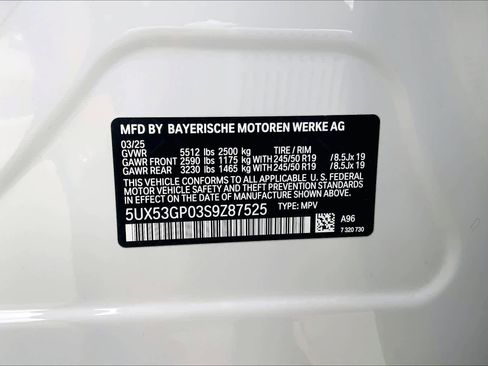 MFD BY BAYERISCHE MOTOREN WERKE AG
03/25
GVWR 5512 lbs 2500 kg TIRE / RIM
GAWR FRONT 2590 lbs 1175 kg WITH 245/50 R19 /8.5Jx 19
GAWR REAR 3230 lbs 1465 kg WITH 245/50 R19 /8.5Jx 19
THIS VEHICLE CONFORMS TO ALL APPLICABLE U. S. FEDERAL
MOTOR VEHICLE SAFETY, BUMPER, AND THEFT PREVENTION
STANDARDS IN EFFECT ON THE DATE OF MANUFACTURE
SHOWN ABOVE.
5UX53GP03S9Z87525 TYPE: MPV
A96
7 320 730